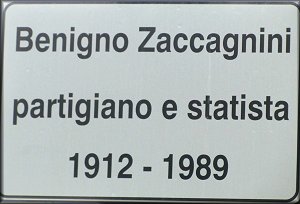 Benigno Zaccagnini
partigiano e statista
1912 - 1989